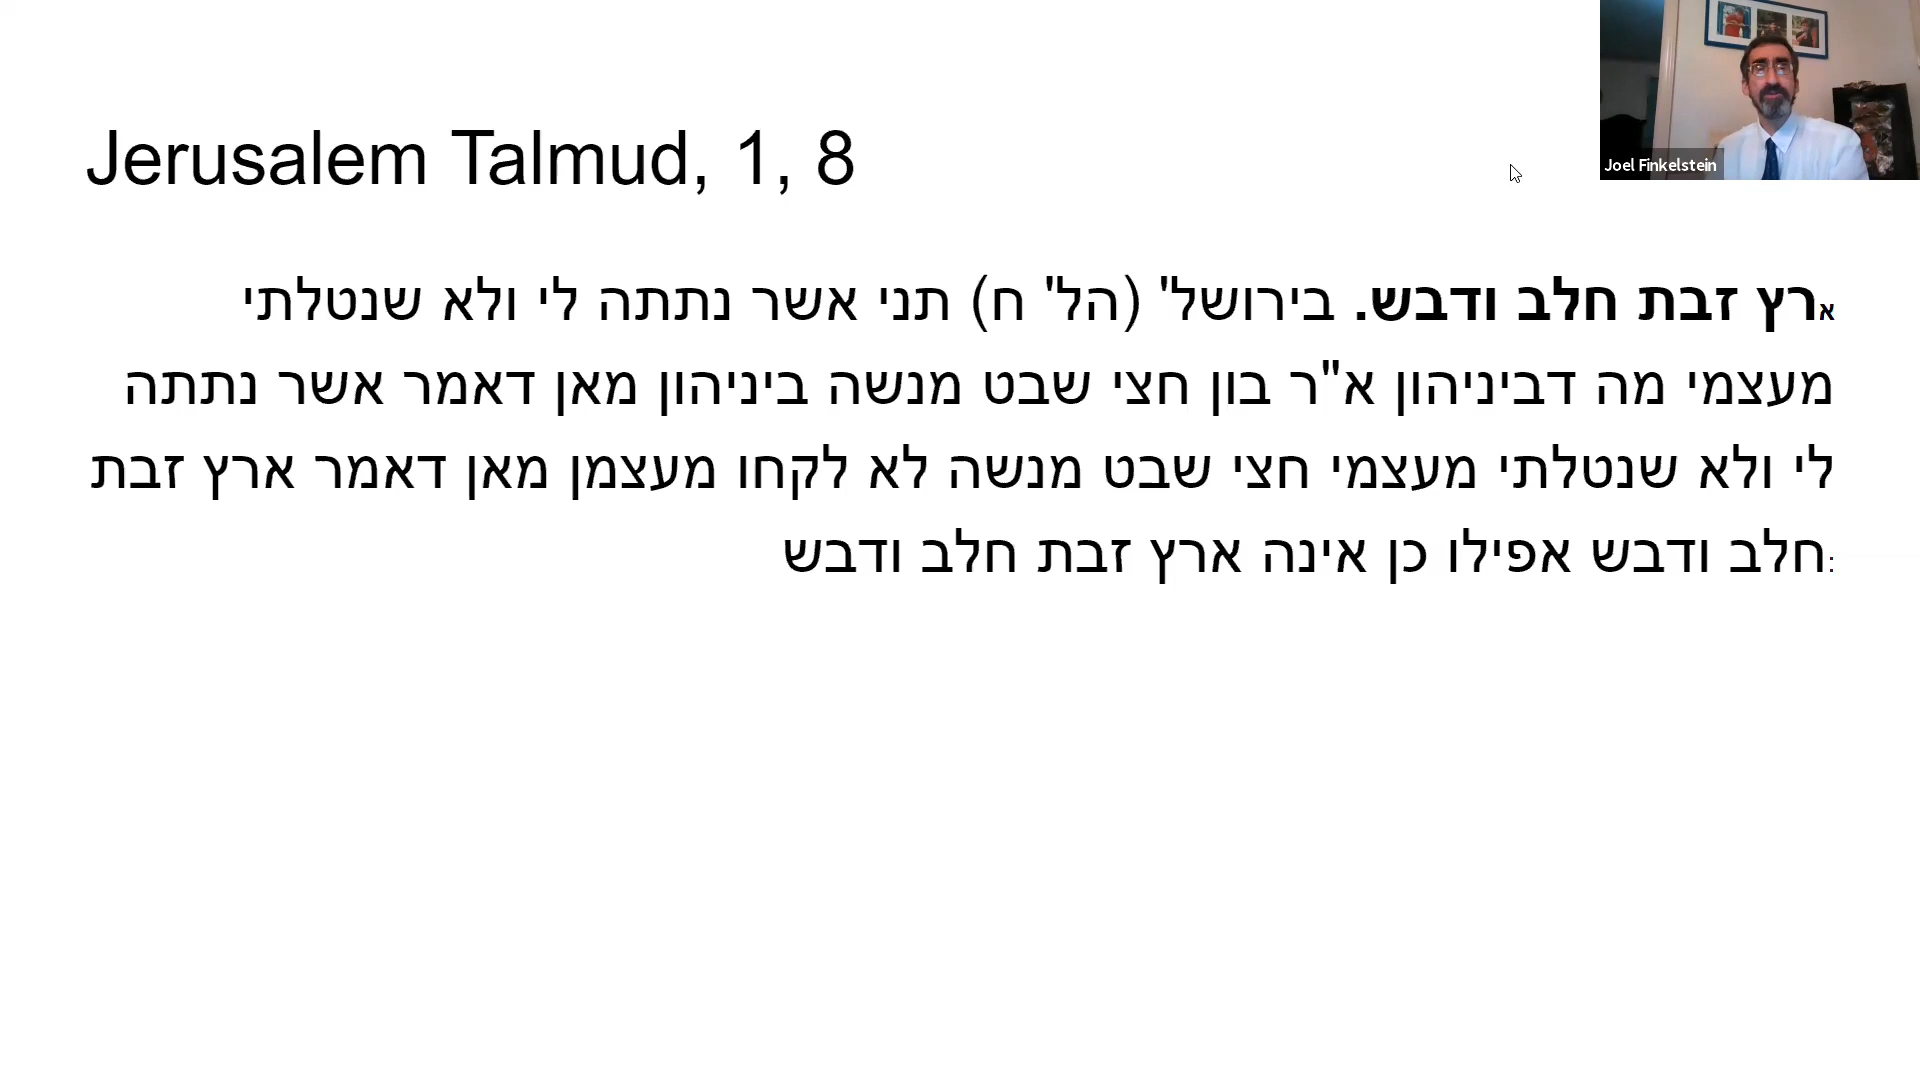 Jerusalem Talmud, 1, 8
Joel Finkelstein
ארץ זבת חלב ודבש. בירושל' (הל' ח) תני אשר נתתה לי ולא שנטלתי
מעצמי מה דביניהון א"ר בון חצי שבט מנשה ביניהון מאן דאמר אשר נתתה
לי ולא שנטלתי מעצמי חצי שבט מנשה לא לקחו מעצמן מאן דאמר ארץ זבת
:חלב ודבש אפילו כן אינה ארץ זבת חלב ודבש